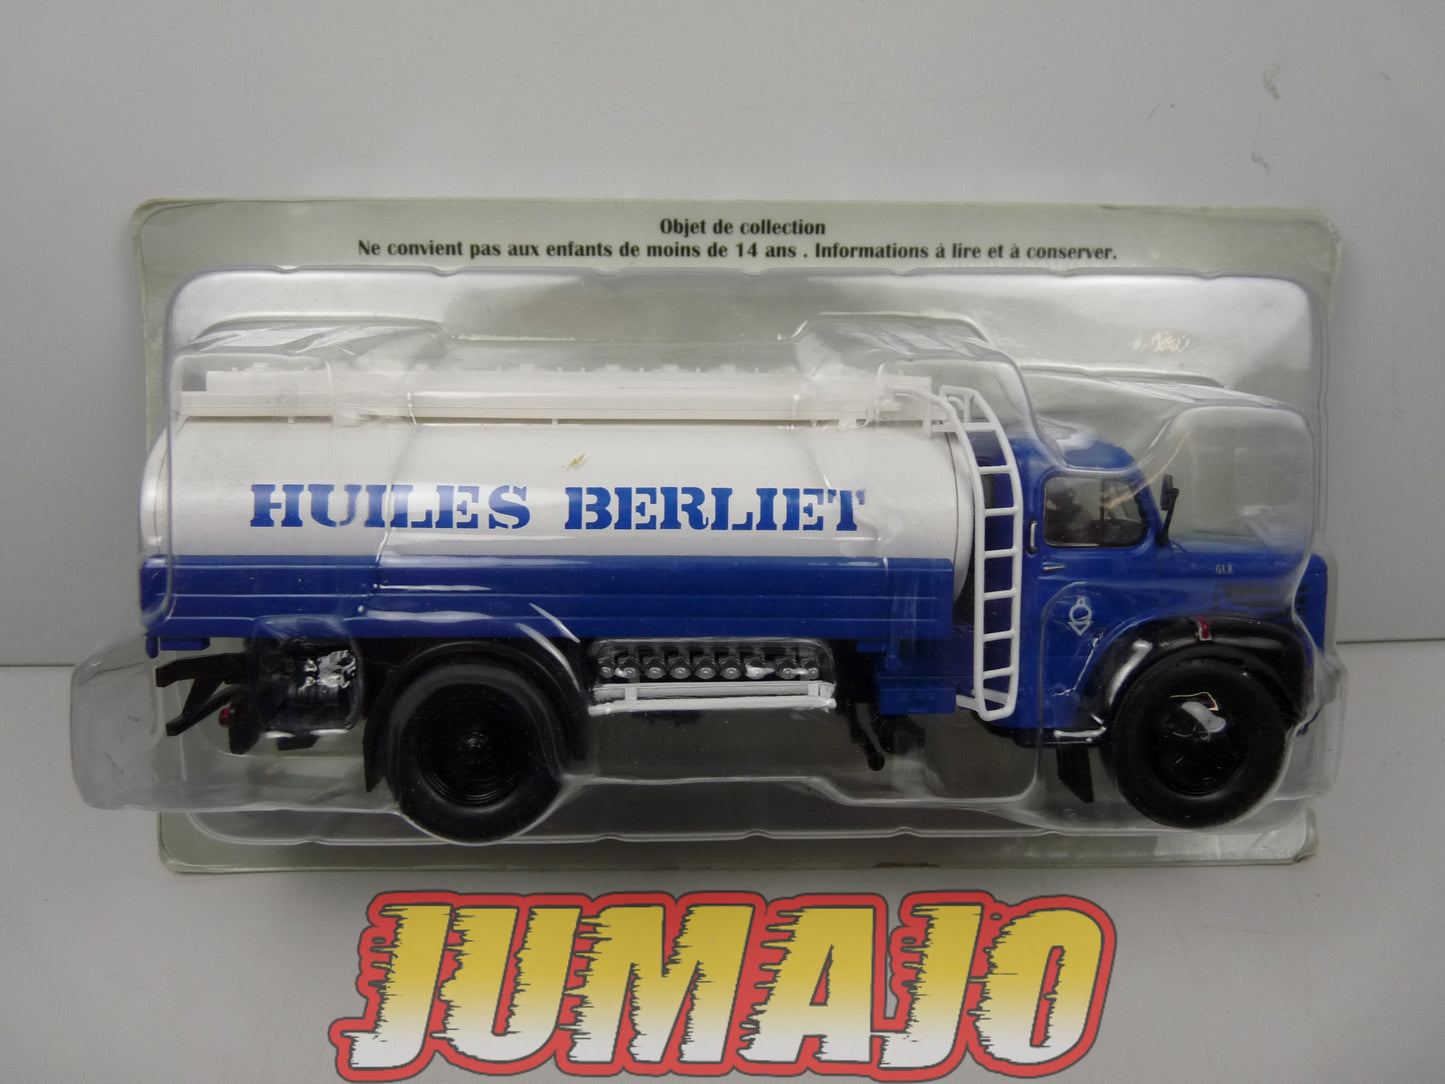 Objet de collection
Ne convient pas aux enfants de moins de 14 ans . Informations à lire et à conserver.
HUILES BERLIET
GLR
JUMAJO